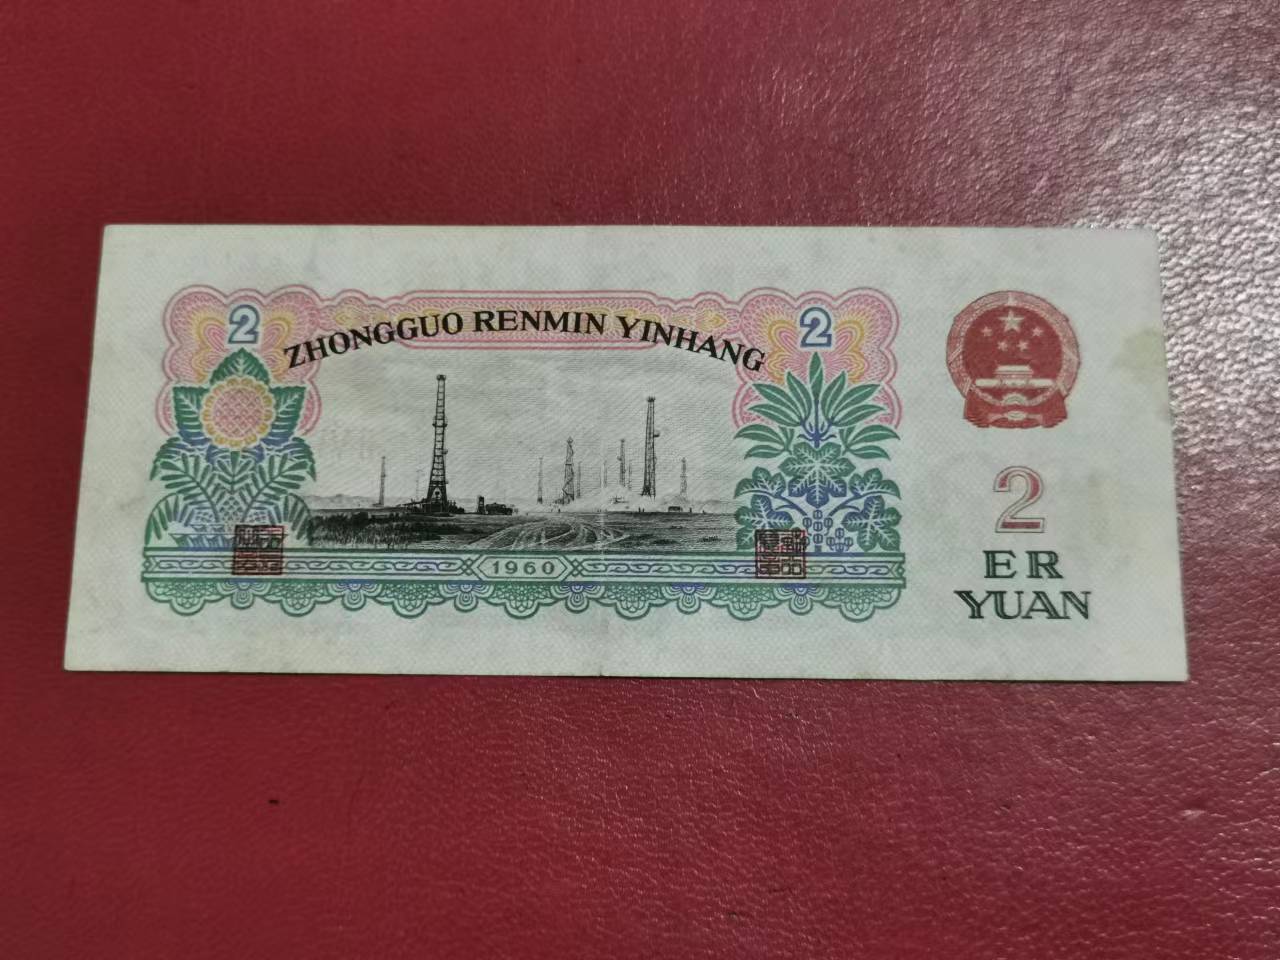 2
2
ZHONGGUO RENMIN YINHANG
1960
2
ER
YUAN